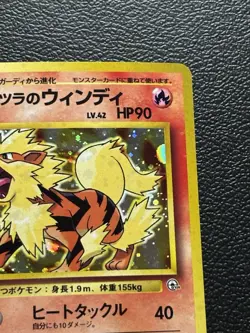 ガーディから進化 モンスターカードに重ねて使います。
ツラのウィンディ LV.42 HP90
つポケモン：身長1.9m、体重155kg
ヒートタックル 40
自分にも10ダメージ。